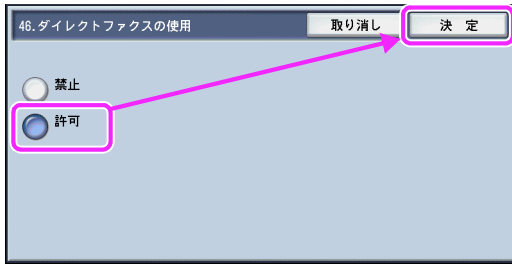 46.ダイレクトファクスの使用
取り消し
決 定
禁止
許可